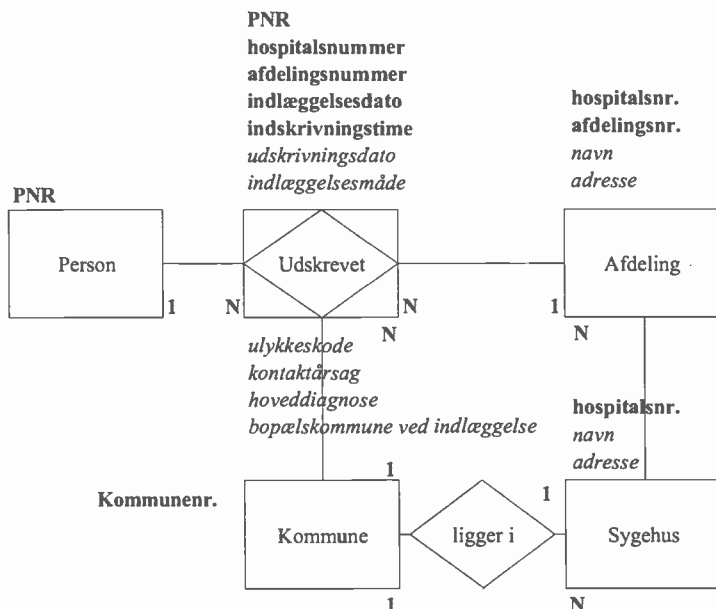 PNR
hospitalsnummer
afdelingsnummer
indlæggelsesdato
indskrivningstime
udskrivningsdato
indlæggelsesmåde
hospitalsnr.
afdelingsnr.
navn
adresse
PNR
Person
Udskrevet
Afdeling
1
N
N
N
1
N
ulykkeskode
kontaktårsag
hoveddiagnose
bopælskommune ved indlæggelse
hospitalsnr.
navn
adresse
1
1
Kommunenr.
Kommune
ligger i
Sygehus
1
N